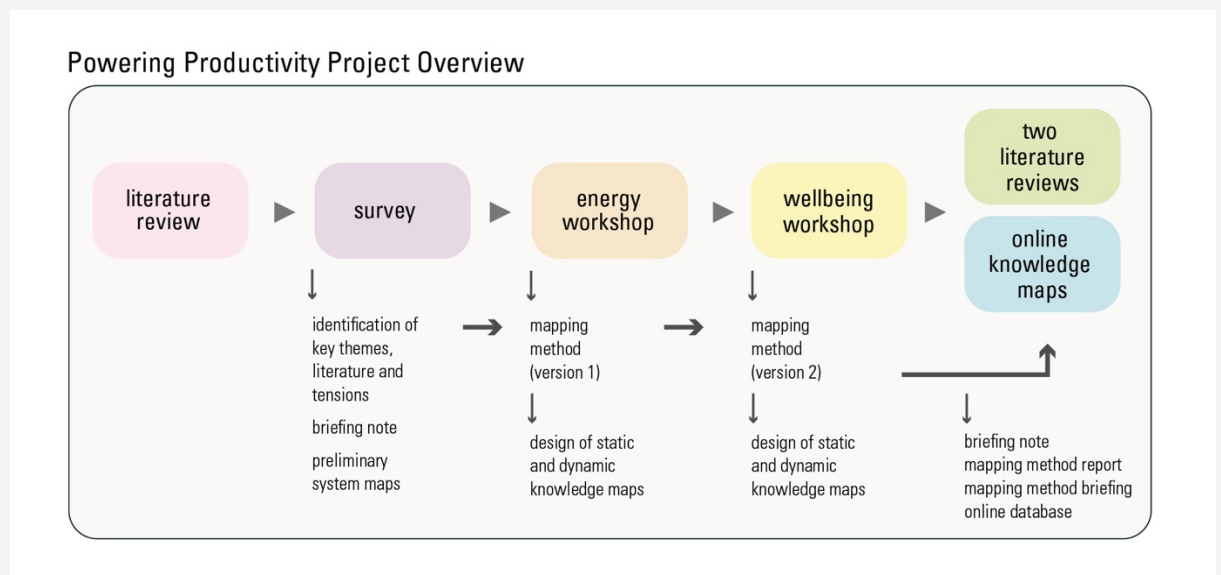 Powering Productivity Project Overview
literature
review
survey
energy
workshop
wellbeing
workshop
two
literature
reviews
online
knowledge
maps
identification of
key themes,
literature and
tensions
briefing note
preliminary
system maps
mapping
method
(version 1)
design of static
and dynamic
knowledge maps
mapping
method
(version 2)
design of static
and dynamic
knowledge maps
briefing note
mapping method report
mapping method briefing
online database